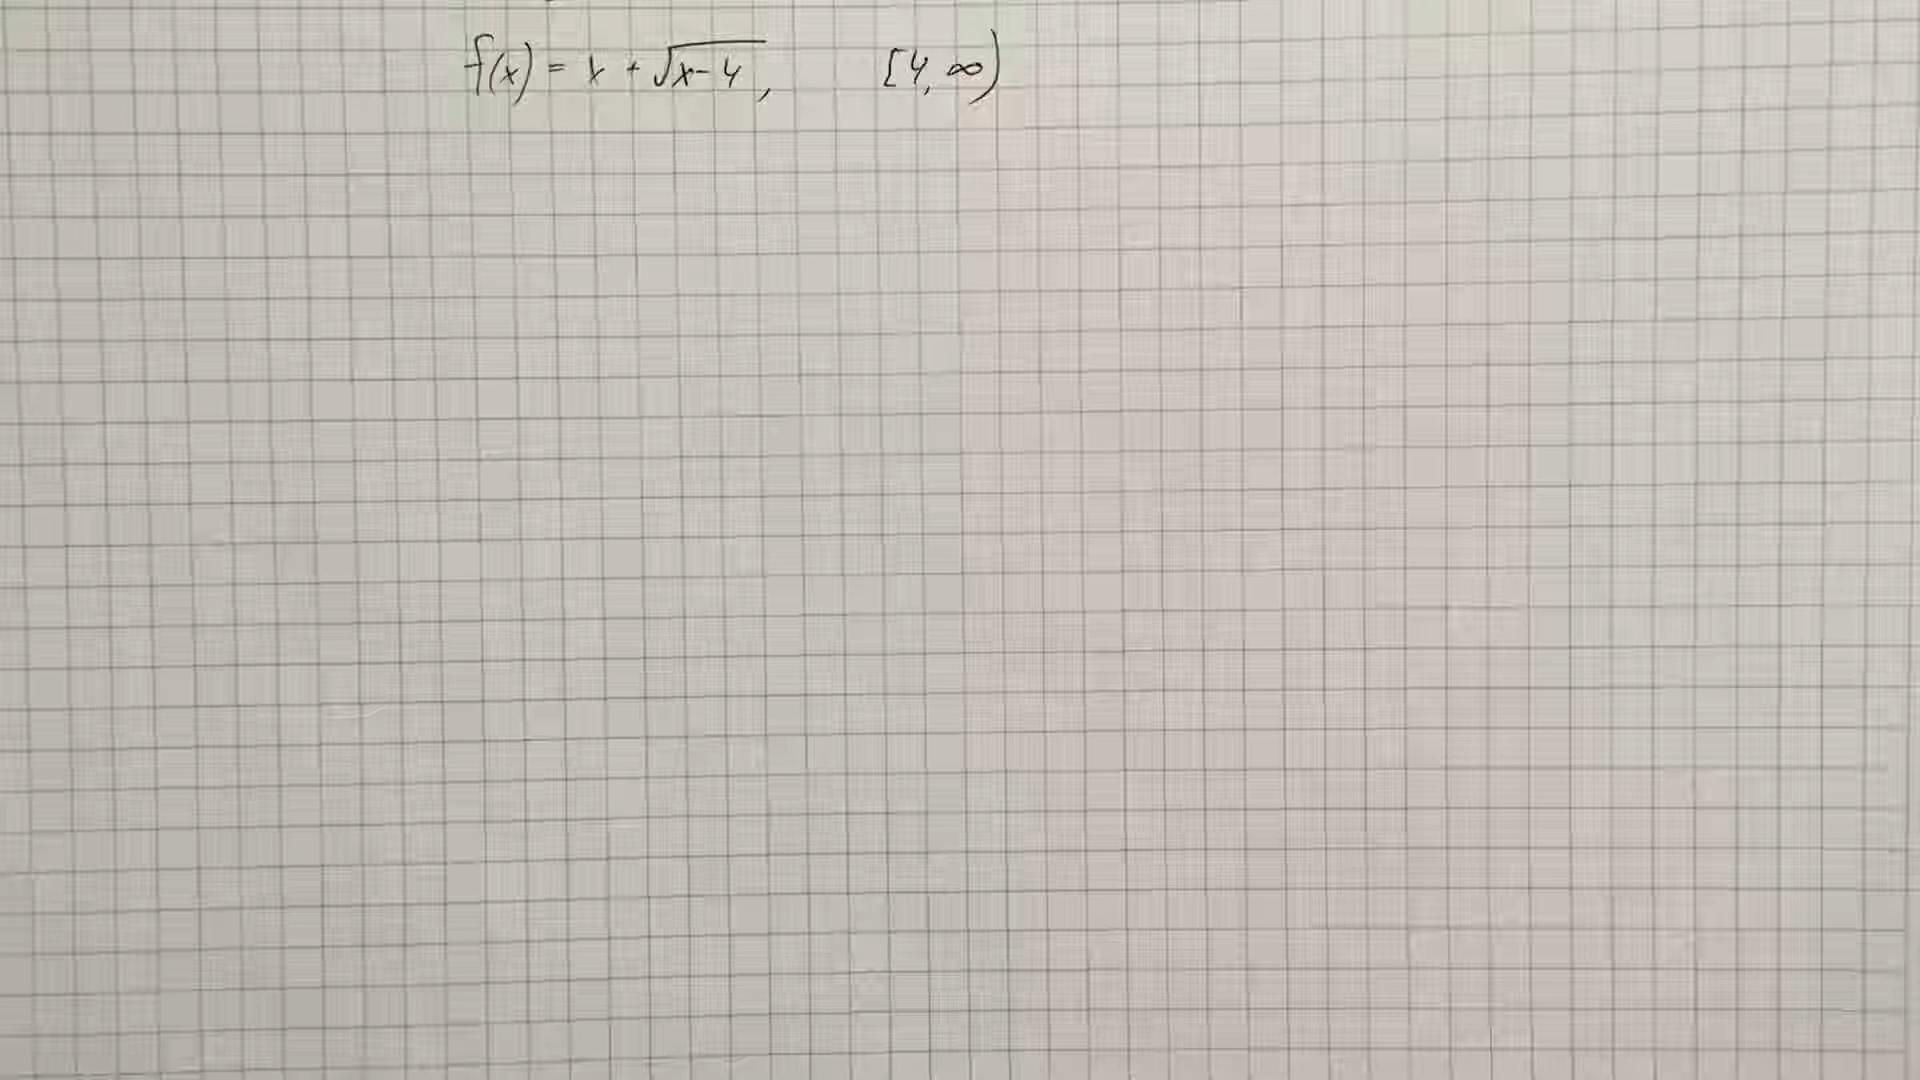 f(x) = x + √(x-4), [4, ∞)